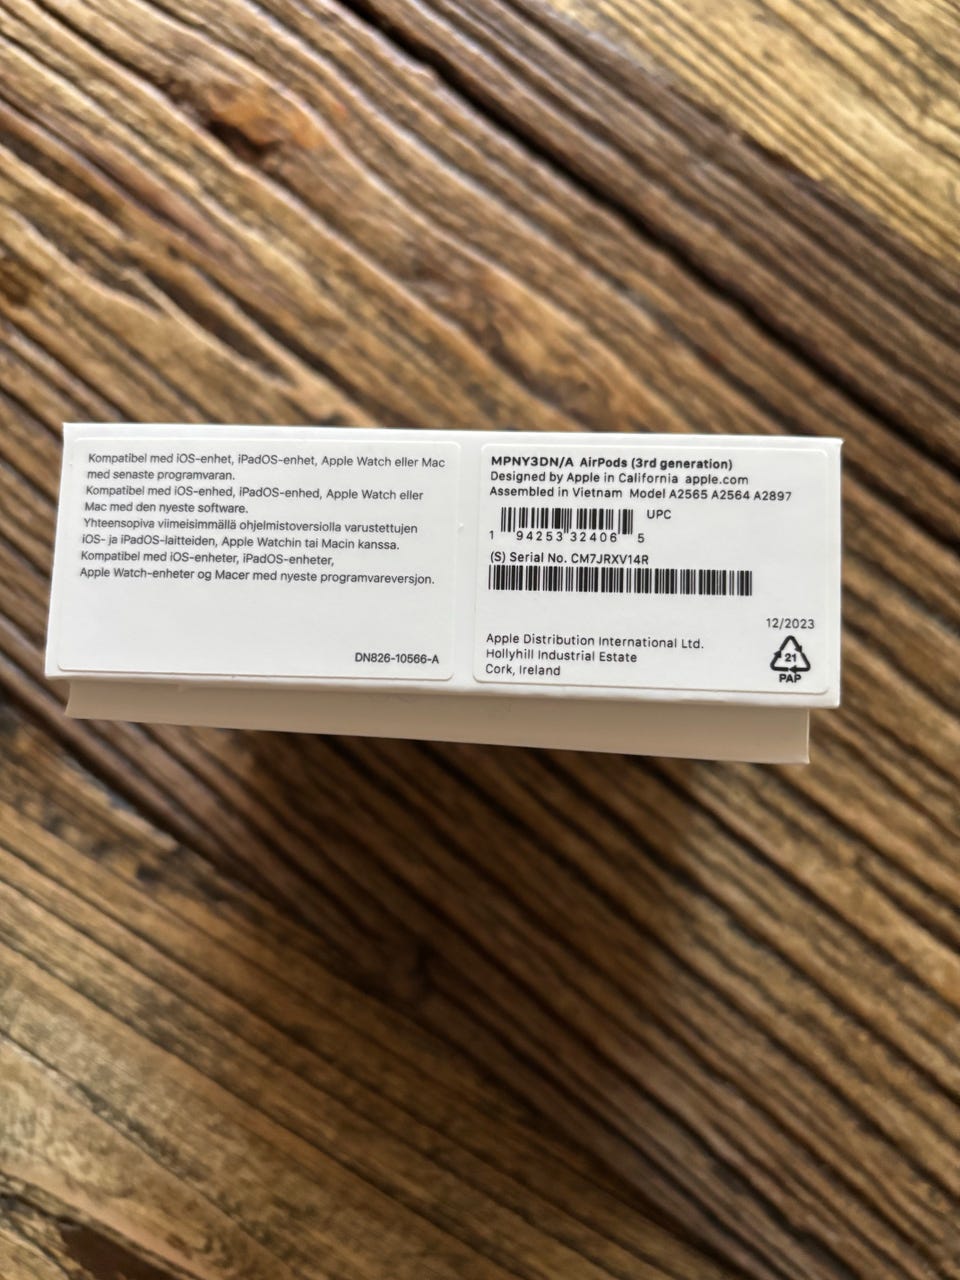 Kompatibel med iOS-enhet, iPadOS-enhet, Apple Watch eller Mac
med senaste programvaran.
Kompatibel med iOS-enhed, iPadOS-enhed, Apple Watch eller
Mac med den nyeste software.
Yhteensopiva viimeisimmällä ohjelmistoversiolla varustettujen
iOS- ja iPadOS-laitteiden, Apple Watchin tai Macin kanssa.
Kompatibel med iOS-enheter, iPadOS-enheter,
Apple Watch-enheter og Macer med nyeste programvareversjon.
DN826-10566-A
MPNY3DN/A AirPods (3rd generation)
Designed by Apple in California apple.com
Assembled in Vietnam Model A2565 A2564 A2897
UPC
1 94253 32406 5
(S) Serial No. CM7JRXV14R
12/2023
Apple Distribution International Ltd.
Hollyhill Industrial Estate
Cork, Ireland
21
PAP